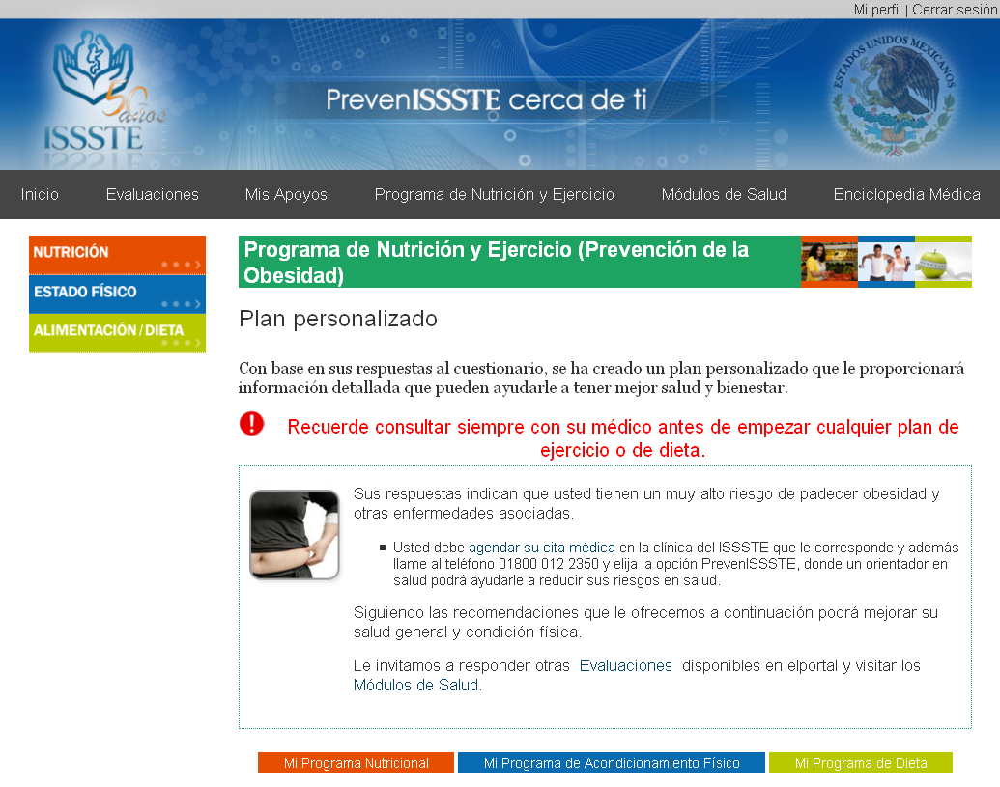 Mi perfil | Cerrar sesión
50 años
ISSSTE
PrevenISSSTE cerca de ti
ESTADOS UNIDOS MEXICANOS
Inicio Evaluaciones Mis Apoyos Programa de Nutrición y Ejercicio Módulos de Salud Enciclopedia Médica
NUTRICIÓN
ESTADO FÍSICO
ALIMENTACIÓN / DIETA
Programa de Nutrición y Ejercicio (Prevención de la
Obesidad)
Plan personalizado
Con base en sus respuestas al cuestionario, se ha creado un plan personalizado que le proporcionará
información detallada que pueden ayudarle a tener mejor salud y bienestar.
Recuerde consultar siempre con su médico antes de empezar cualquier plan de
ejercicio o de dieta.
Sus respuestas indican que usted tienen un muy alto riesgo de padecer obesidad y
otras enfermedades asociadas.
Usted debe agendar su cita médica en la clínica del ISSSTE que le corresponde y además
llame al teléfono 01800 012 2350 y elija la opción PrevenISSSTE, donde un orientador en
salud podrá ayudarle a reducir sus riesgos en salud.
Siguiendo las recomendaciones que le ofrecemos a continuación podrá mejorar su
salud general y condición física.
Le invitamos a responder otras Evaluaciones disponibles en elportal y visitar los
Módulos de Salud.
Mi Programa Nutricional Mi Programa de Acondicionamiento Físico Mi Programa de Dieta